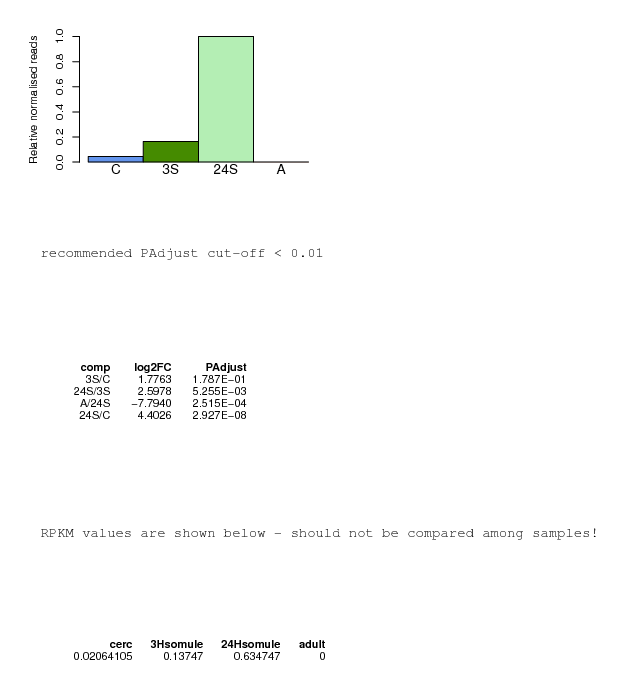 Relative normalised reads
1.0
0.8
0.6
0.4
0.2
0.0
C 3S 24S A
recommended PAdjust cut-off < 0.01
comp log2FC PAdjust
3S/C 1.7763 1.787E−01
24S/3S 2.5978 5.255E−03
A/24S −7.7940 2.515E−04
24S/C 4.4026 2.927E−08
RPKM values are shown below - should not be compared among samples!
cerc 3Hsomule 24Hsomule adult
0.02064105 0.13747 0.634747 0